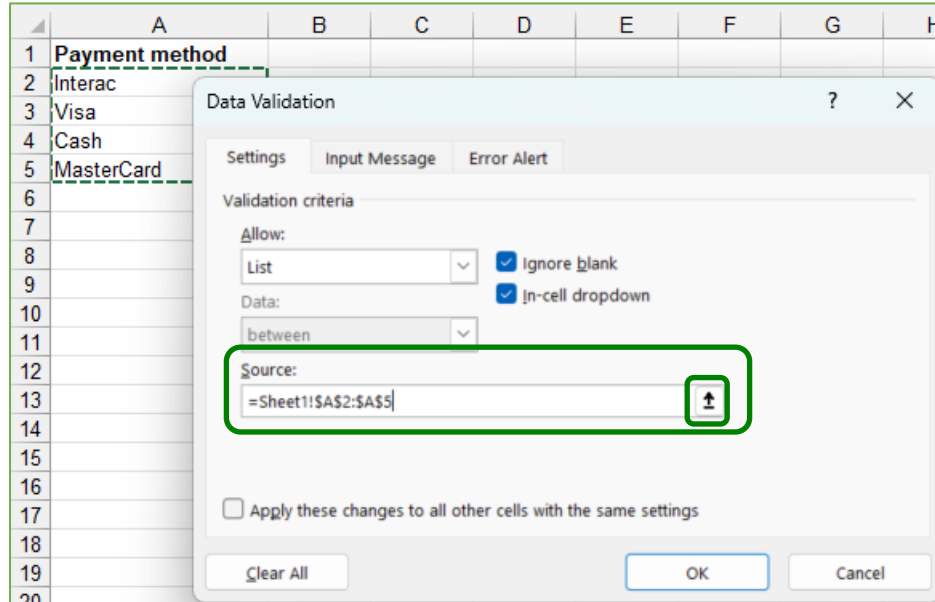 A B C D E F G H
1 Payment method
2 Interac
3 Visa
4 Cash
5 MasterCard
6
7
8
9
10
11
12
13
14
15
16
17
18
19
20
Data Validation ?
Settings Input Message Error Alert
Validation criteria
Allow:
List
Ignore blank
Data:
In-cell dropdown
between
Source:
=Sheet1!$A$2:$A$5
Apply these changes to all other cells with the same settings
Clear All OK Cancel